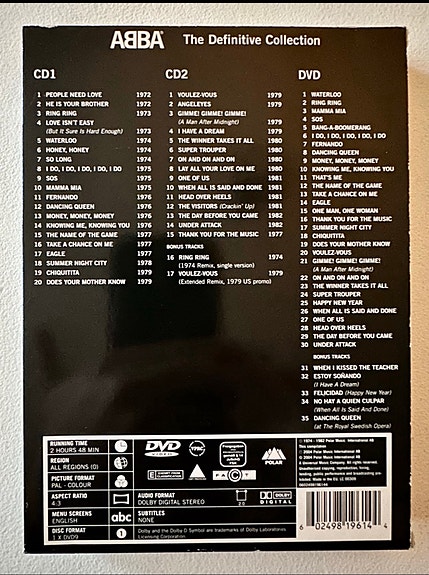 ABBA The Definitive Collection
CD1
1 PEOPLE NEED LOVE 1972
2 HE IS YOUR BROTHER 1972
3 RING RING 1973
4 LOVE ISN'T EASY
(But It Sure Is Hard Enough) 1973
5 WATERLOO 1974
6 HONEY, HONEY 1974
7 SO LONG 1974
8 I DO, I DO, I DO, I DO, I DO 1975
9 SOS 1975
10 MAMMA MIA 1975
11 FERNANDO 1976
12 DANCING QUEEN 1976
13 MONEY, MONEY, MONEY 1976
14 KNOWING ME, KNOWING YOU 1976
15 THE NAME OF THE GAME 1977
16 TAKE A CHANCE ON ME 1977
17 EAGLE 1977
18 SUMMER NIGHT CITY 1978
19 CHIQUITITA 1979
20 DOES YOUR MOTHER KNOW 1979
CD2
1 VOULEZ-VOUS 1979
2 ANGELEYES 1979
3 GIMME! GIMME! GIMME!
(A Man After Midnight) 1979
4 I HAVE A DREAM 1979
5 THE WINNER TAKES IT ALL 1980
6 SUPER TROUPER 1980
7 ON AND ON AND ON 1980
8 LAY ALL YOUR LOVE ON ME 1980
9 ONE OF US 1981
10 WHEN ALL IS SAID AND DONE 1981
11 HEAD OVER HEELS 1981
12 THE VISITORS (Crackin' Up) 1981
13 THE DAY BEFORE YOU CAME 1982
14 UNDER ATTACK 1982
15 THANK YOU FOR THE MUSIC 1977
BONUS TRACKS
16 RING RING 1974
(1974 Remix, single version)
17 VOULEZ-VOUS 1979
(Extended Remix, 1979 US promo)
DVD
1 WATERLOO
2 RING RING
3 MAMMA MIA
4 SOS
5 BANG-A-BOOMERANG
6 I DO, I DO, I DO, I DO, I DO
7 FERNANDO
8 DANCING QUEEN
9 MONEY, MONEY, MONEY
10 KNOWING ME, KNOWING YOU
11 THAT'S ME
12 THE NAME OF THE GAME
13 TAKE A CHANCE ON ME
14 EAGLE
15 ONE MAN, ONE WOMAN
16 THANK YOU FOR THE MUSIC
17 SUMMER NIGHT CITY
18 CHIQUITITA
19 DOES YOUR MOTHER KNOW
20 VOULEZ-VOUS
21 GIMME! GIMME! GIMME!
(A Man After Midnight)
22 ON AND ON AND ON
23 THE WINNER TAKES IT ALL
24 SUPER TROUPER
25 HAPPY NEW YEAR
26 WHEN ALL IS SAID AND DONE
27 ONE OF US
28 HEAD OVER HEELS
29 THE DAY BEFORE YOU CAME
30 UNDER ATTACK
BONUS TRACKS
31 WHEN I KISSED THE TEACHER
32 ESTOY SOÑANDO
(I Have A Dream)
33 FELICIDAD (Happy New Year)
34 NO HAY A QUIEN CULPAR
(When All Is Said And Done)
35 DANCING QUEEN
(at The Royal Swedish Opera)
RUNNING TIME
2 HOURS 48 MIN
REGION
ALL REGIONS (0)
PICTURE FORMAT
PAL - COLOUR
ASPECT RATIO
4:3
MENU SCREENS
ENGLISH
DISC FORMAT
1 X DVD9
DVD
VIDEO
POLAR
E EXEMPT FROM CLASSIFICATION
AUDIO FORMAT
DOLBY DIGITAL STEREO
2.0
DOLBY
DIGITAL
abc
SUBTITLES
NONE
1
Dolby and the Double D Symbol are trademarks of Dolby Laboratories
Licensing Corporation
6 02498 19614 4